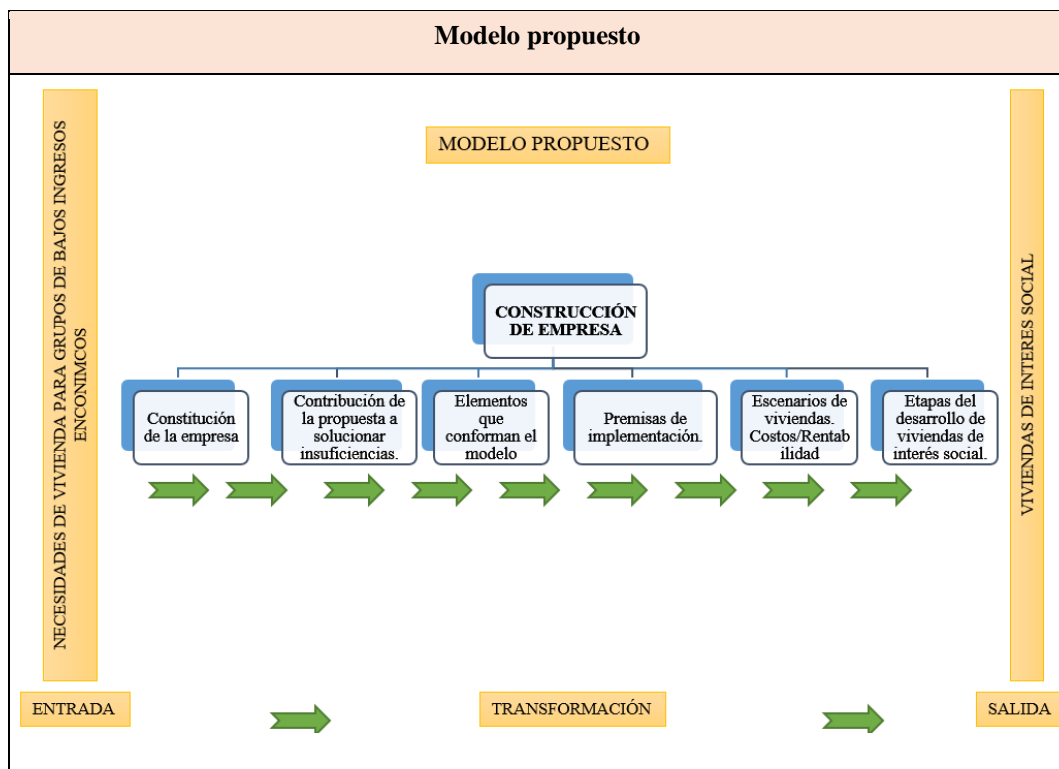 Modelo propuesto
NECESIDADES DE VIVIENDA PARA GRUPOS DE BAJOS INGRESOS
ENCONIMCOS
MODELO PROPUESTO
CONSTRUCCIÓN
DE EMPRESA
Constitución
de la empresa
Contribución de
la propuesta a
solucionar
insuficiencias.
Elementos
que
conforman el
modelo
Premisas de
implementación.
Escenarios de
viviendas.
Costos/Rentab
ilidad
Etapas del
desarrollo de
viviendas de
interés social.
VIVIENDAS DE INTERES SOCIAL
ENTRADA
TRANSFORMACIÓN
SALIDA